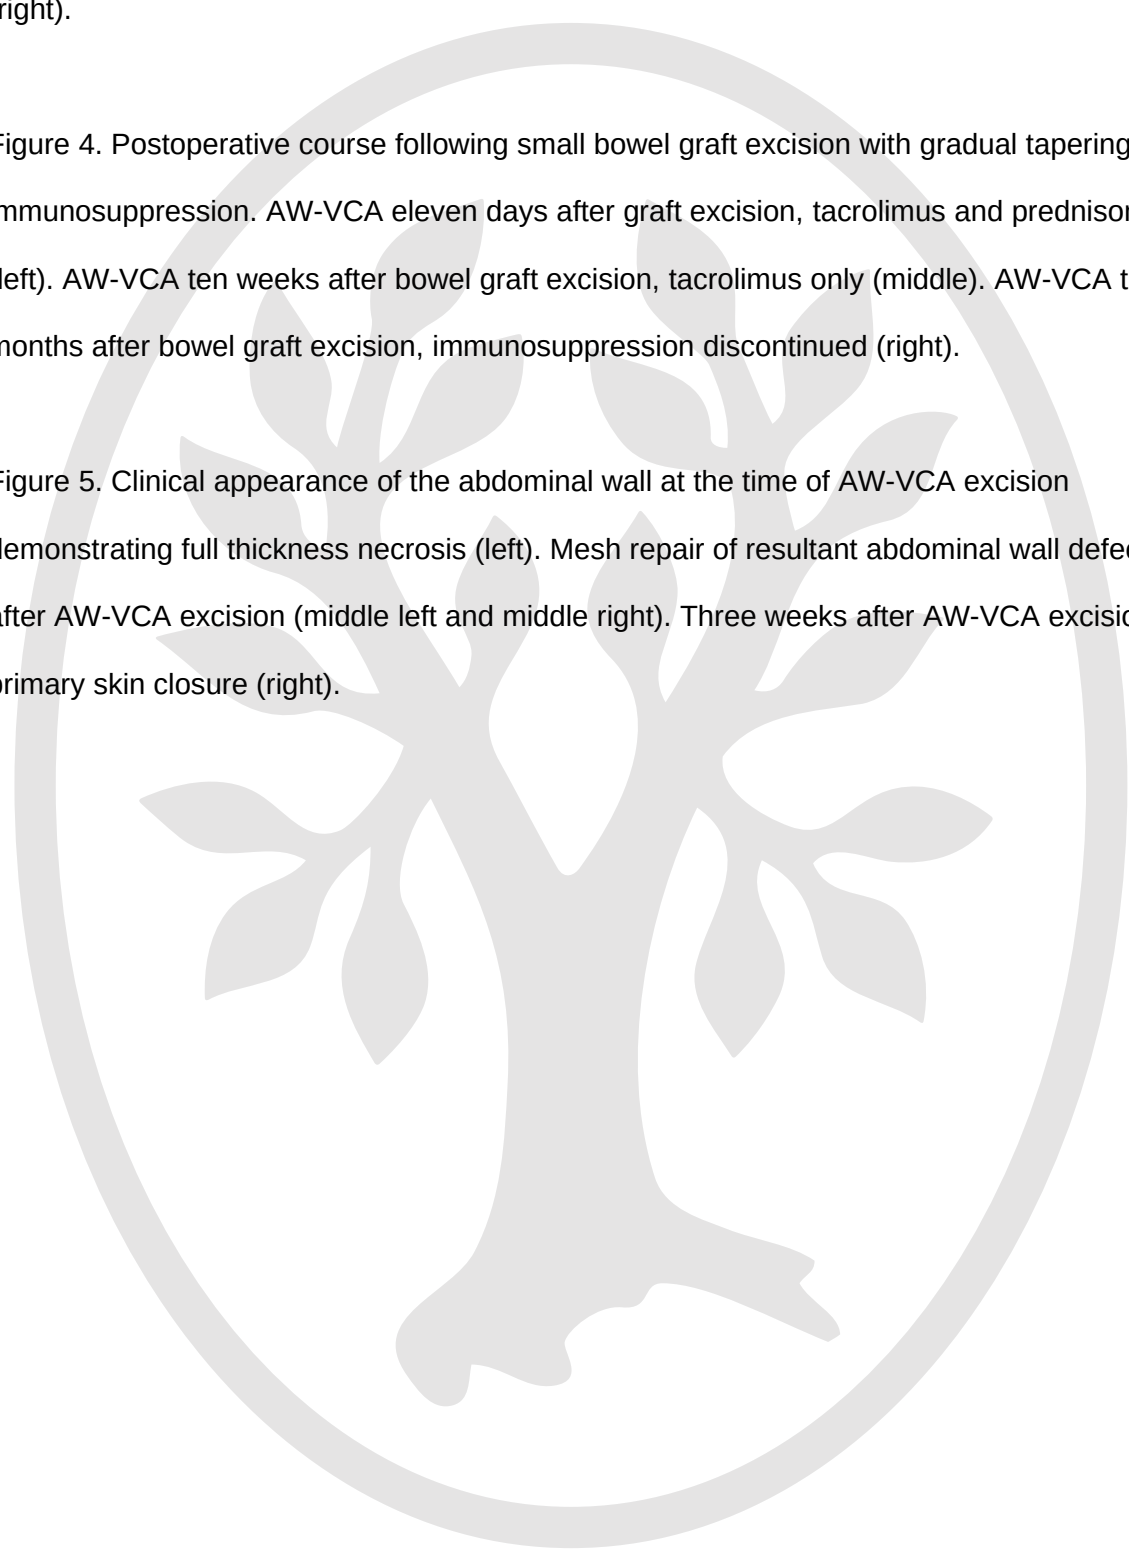 right).
Figure 4. Postoperative course following small bowel graft excision with gradual tapering
immunosuppression. AW-VCA eleven days after graft excision, tacrolimus and
left). AW-VCA ten weeks after bowel graft excision, tacrolimus only (middle). AW-VCA
months after bowel graft excision, immunosuppression discontinued (right).
Figure 5. Clinical appearance of the abdominal wall at the time of AW-VCA excision
demonstrating full thickness necrosis (left). Mesh repair of resultant abdominal wall
after AW-VCA excision (middle left and middle right). Three weeks after AW-VCA
primary skin closure (right).